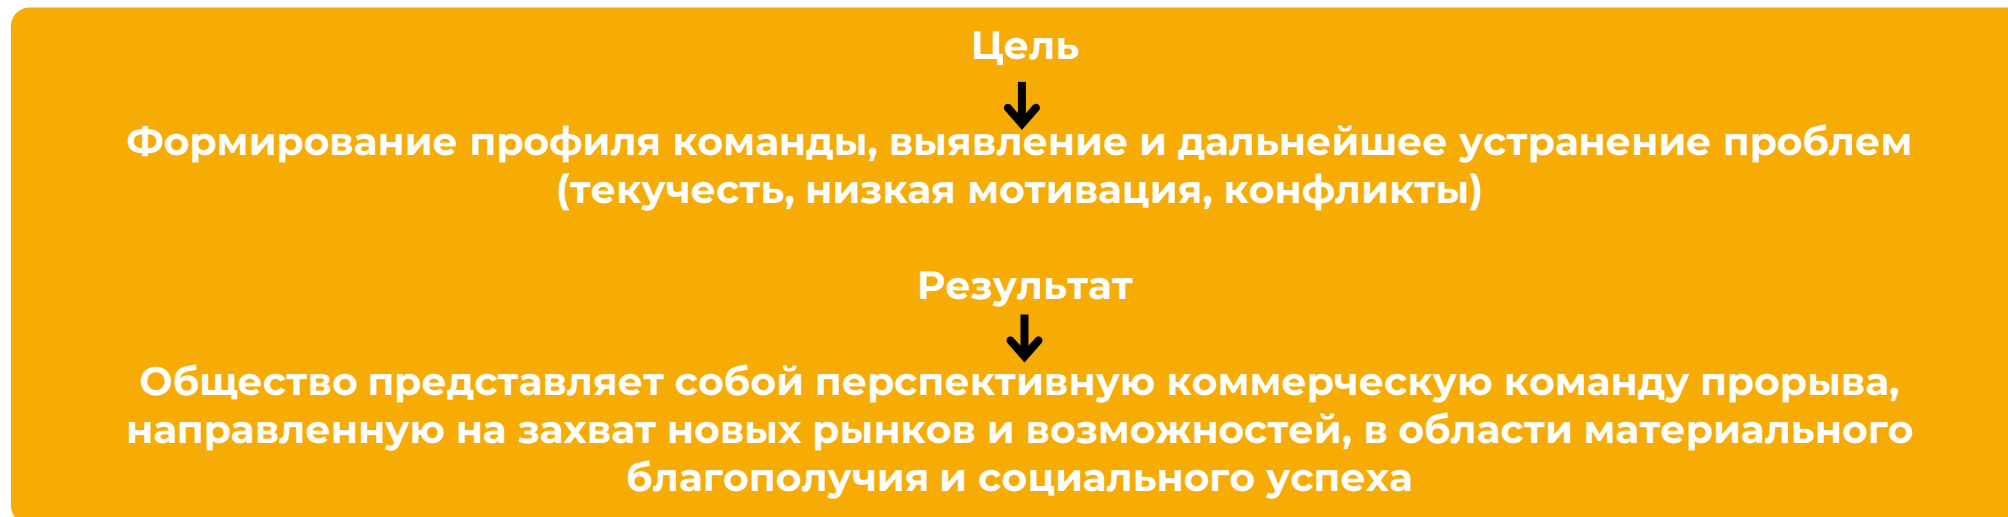 Цель
Формирование профиля команды, выявление и дальнейшее устранение проблем
(текучесть, низкая мотивация, конфликты)
Результат
Общество представляет собой перспективную коммерческую команду прорыва,
направленную на захват новых рынков и возможностей, в области материального
благополучия и социального успеха